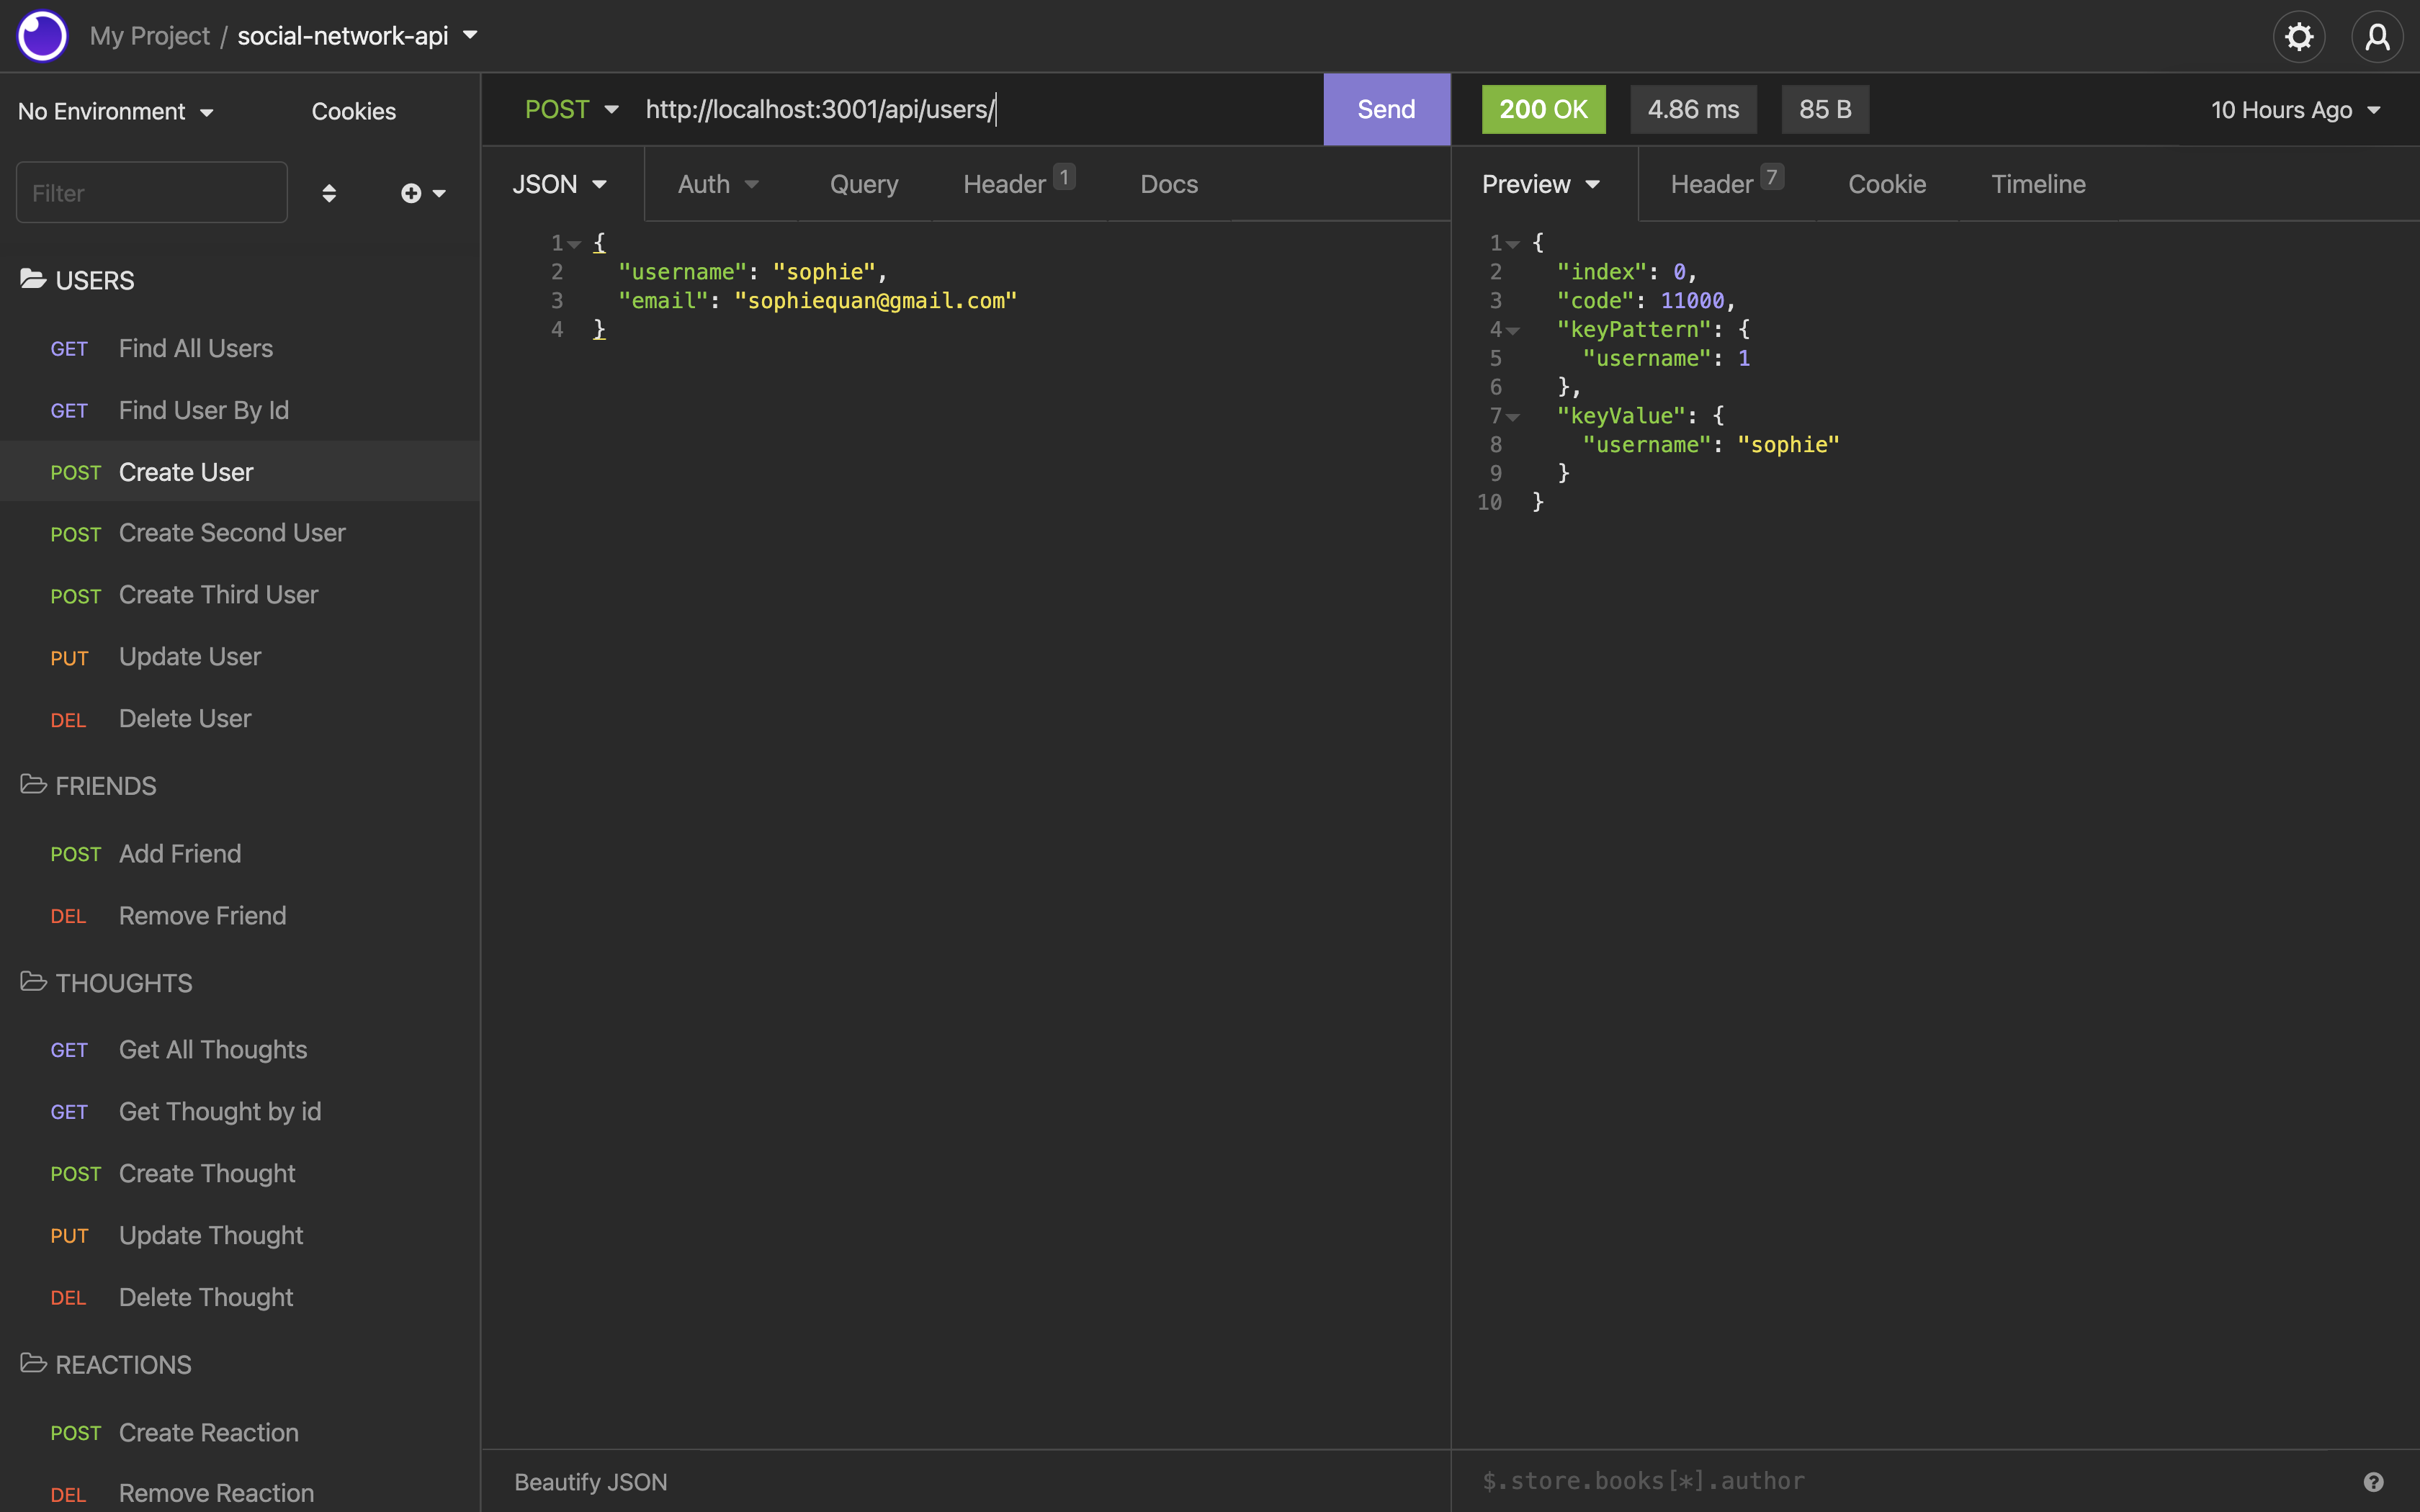 My Project / social-network-api
No Environment
Cookies
Filter
USERS
GET Find All Users
GET Find User By Id
POST Create User
POST Create Second User
POST Create Third User
PUT Update User
DEL Delete User
FRIENDS
POST Add Friend
DEL Remove Friend
THOUGHTS
GET Get All Thoughts
GET Get Thought by id
POST Create Thought
PUT Update Thought
DEL Delete Thought
REACTIONS
POST Create Reaction
DEL Remove Reaction
POST http://localhost:3001/api/users/ Send
JSON Auth Query Header 1 Docs
1 {
2 "username": "sophie",
3 "email": "sophiequan@gmail.com"
4 }
Beautify JSON
200 OK 4.86 ms 85 B 10 Hours Ago
Preview Header 7 Cookie Timeline
1 {
2 "index": 0,
3 "code": 11000,
4 "keyPattern": {
5 "username": 1
6 },
7 "keyValue": {
8 "username": "sophie"
9 }
10 }
$.store.books[*].author
?